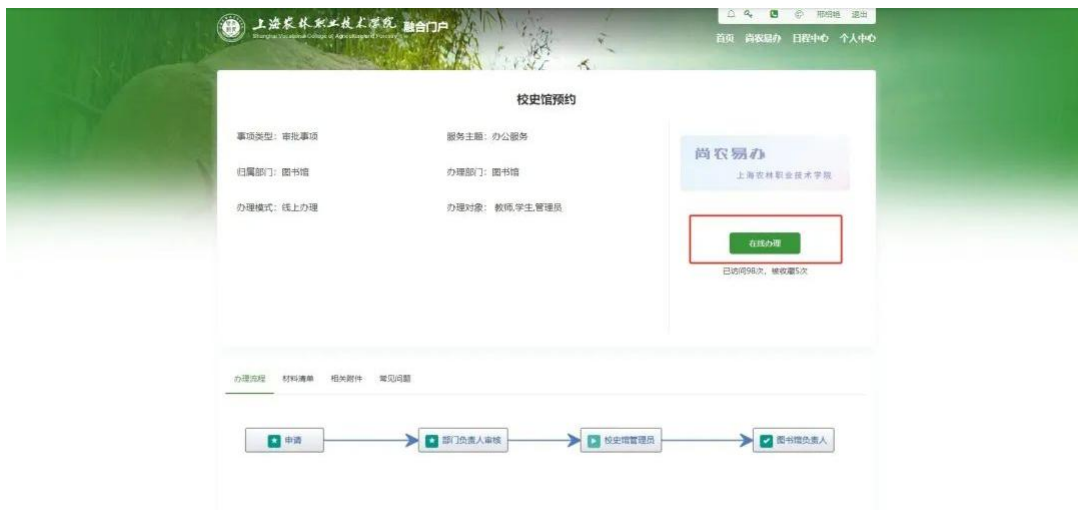 上海农林职业技术学院 融合门户
Shanghai Vocational College of Agriculture and Forestry
退出
首页 尚农易办 日程中心 个人中心
校史馆预约
事项类型：审批事项
服务主题：办公服务
归属部门：图书馆
办理部门：图书馆
办理模式：线上办理
办理对象： 教师,学生,管理员
尚农易办
上海农林职业技术学院
在线办理
已访问98次，被收藏5次
办理流程 材料清单 相关附件 常见问题
申请
部门负责人审核
校史馆管理员
图书馆负责人